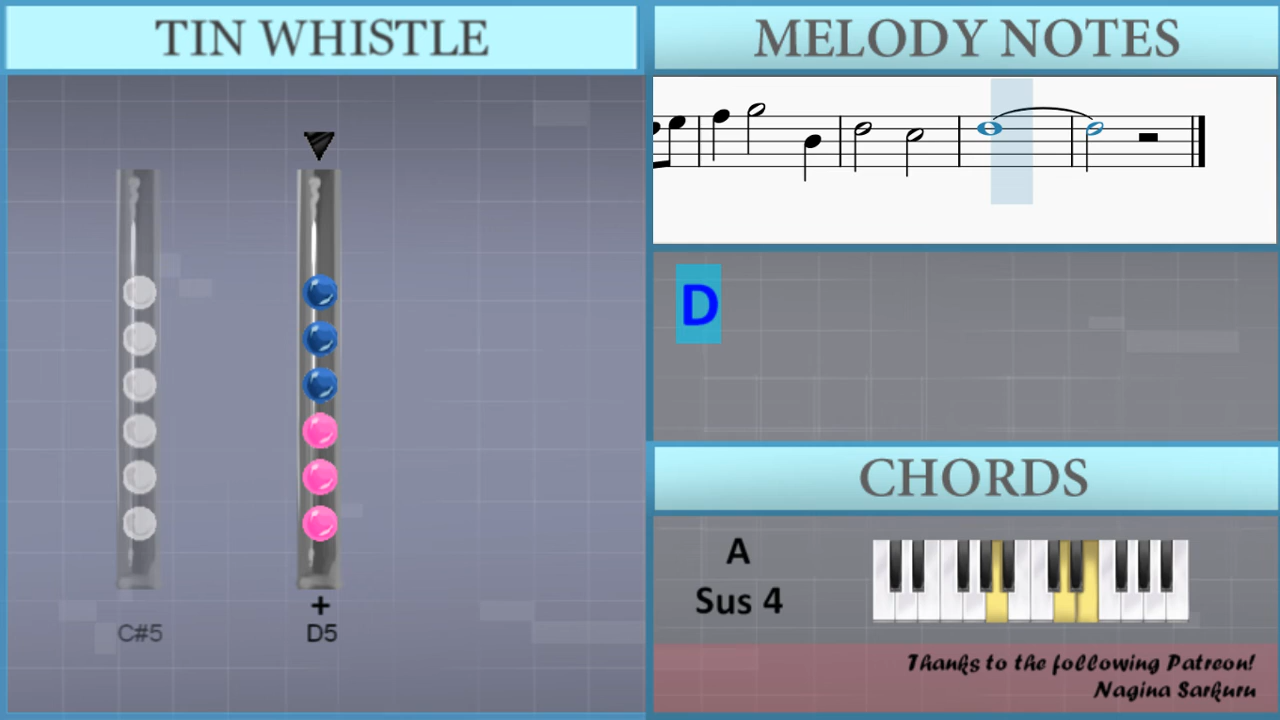 TIN WHISTLE
MELODY NOTES
D
CHORDS
A
Sus 4
+
C#5
D5
Thanks to the following Patreon!
Nagina Sarkuru